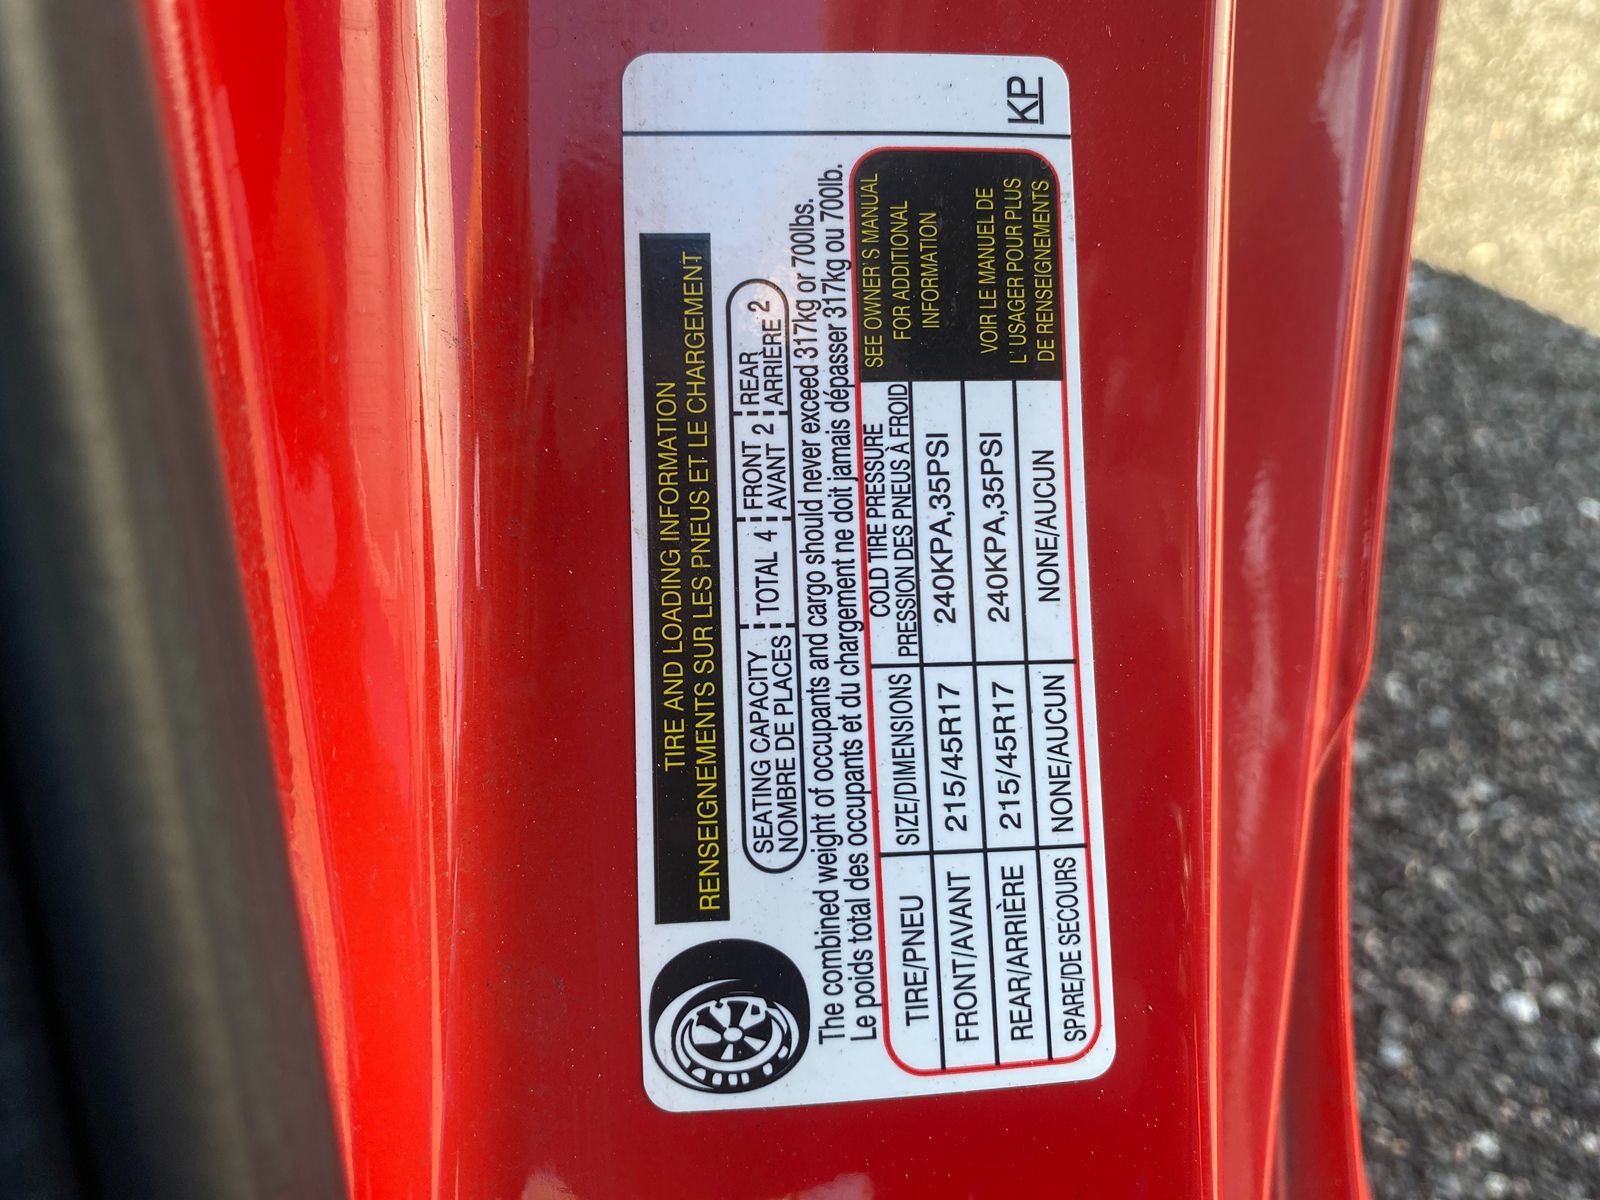 TIRE AND LOADING INFORMATION
RENSEIGNEMENTS SUR LES PNEUS ET LE CHARGEMENT
SEATING CAPACITY TOTAL 4 FRONT 2 REAR 2
NOMBRE DE PLACES AVANT ARRIÈRE
The combined weight of occupants and cargo should never exceed 317kg or 700lbs.
Le poids total des occupants et du chargement ne doit jamais dépasser 317kg ou 700lb.
TIRE/PNEU SIZE/DIMENSIONS COLD TIRE PRESSURE
PRESSION DES PNEUS À FROID
FRONT/AVANT 215/45R17 240KPA,35PSI
REAR/ARRIÈRE 215/45R17 240KPA,35PSI
SPARE/DE SECOURS NONE/AUCUN NONE/AUCUN
SEE OWNER'S MANUAL
FOR ADDITIONAL
INFORMATION
VOIR LE MANUEL DE
L'USAGER POUR PLUS
DE RENSEIGNEMENTS
KP